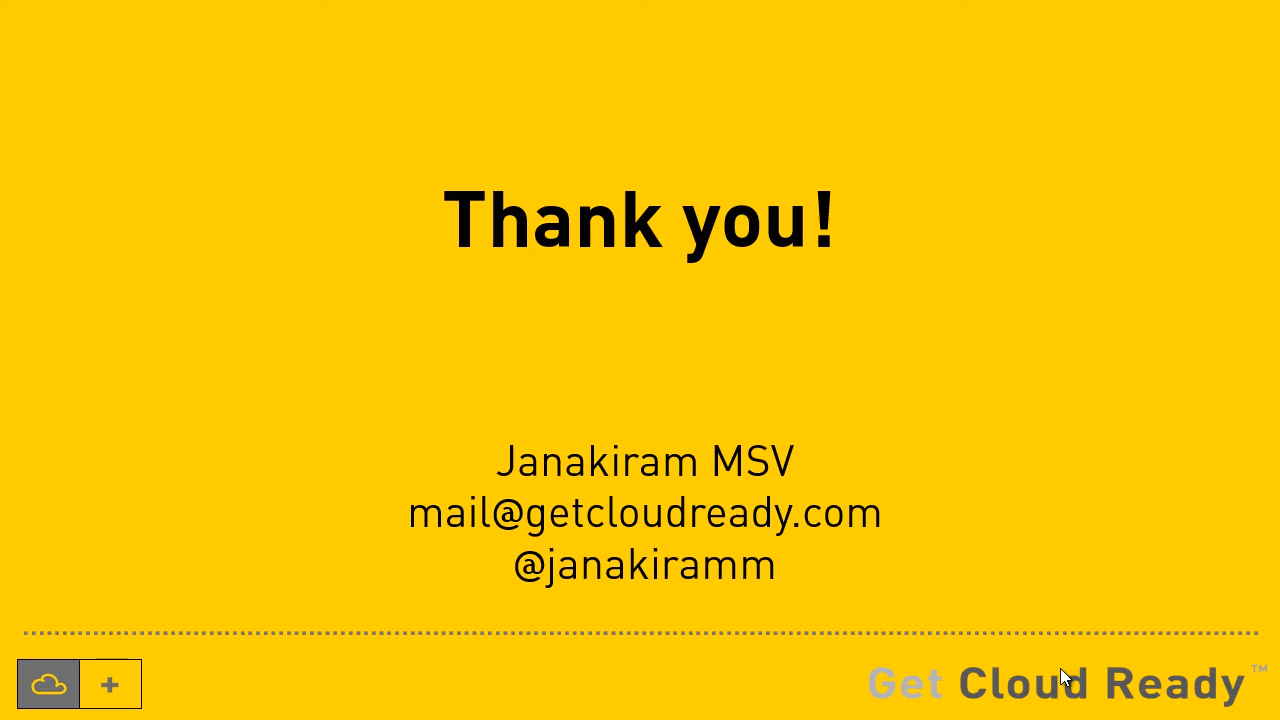 Thank you!
Janakiram MSV
mail@getcloudready.com
@janakiramm
Get Cloud Ready™